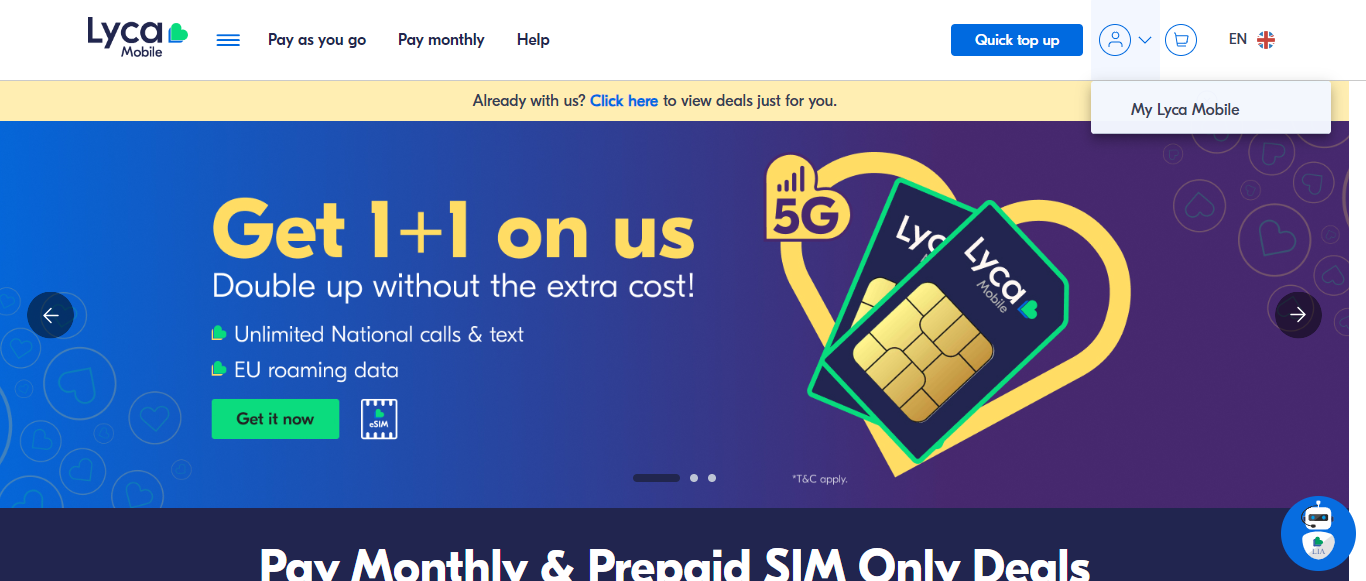 Lyca
Mobile
Pay as you go
Pay monthly
Help
Quick top up
EN
My Lyca Mobile
Already with us? Click here to view deals just for you.
Get 1+1 on us
Double up without the extra cost!
Unlimited National calls & text
EU roaming data
Get it now
eSIM
5G
Lyca
Lyca
Mobile
*T&C apply.
LIV
Pay Monthly & Prepaid SIM Only Deals